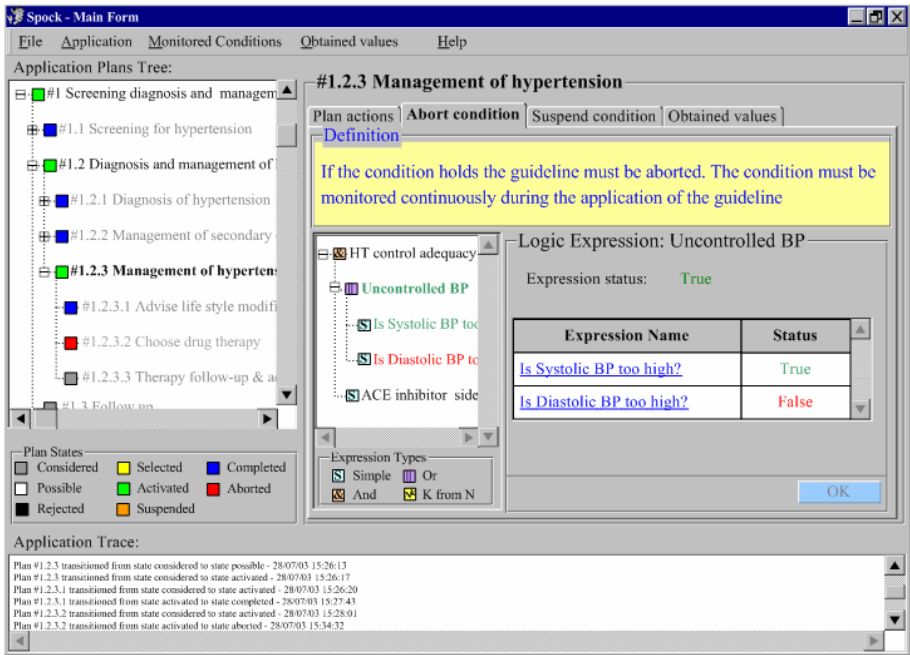 Spock - Main Form
File Application Monitored Conditions Obtained values Help
Application Plans Tree:
#1 Screening diagnosis and managem
#1.1 Screening for hypertension
#1.2 Diagnosis and management of
#1.2.1 Diagnosis of hypertension
#1.2.2 Management of secondary
#1.2.3 Management of hyperten
#1.2.3.1 Advise life style modifi
#1.2.3.2 Choose drug therapy
#1.2.3.3 Therapy follow-up &
#1.3 Follow up
Plan States
Considered Selected Completed
Possible Activated Aborted
Rejected Suspended
#1.2.3 Management of hypertension
Plan actions Abort condition Suspend condition Obtained values
Definition
If the condition holds the guideline must be aborted. The condition must be
monitored continuously during the application of the guideline
HT control adequacy
Uncontrolled BP
Is Systolic BP too
Is Diastolic BP to
ACE inhibitor side
Expression Types
Simple Or
And K from N
Logic Expression: Uncontrolled BP
Expression status: True
Expression Name Status
Is Systolic BP too high? True
Is Diastolic BP too high? False
OK
Application Trace:
Plan #1.2.3 transitioned from state considered to state possible - 28/07/03 15:26:13
Plan #1.2.3 transitioned from state considered to state activated - 28/07/03 15:26:17
Plan #1.2.3.1 transitioned from state considered to state activated - 28/07/03 15:26:20
Plan #1.2.3.1 transitioned from state activated to state completed - 28/07/03 15:27:43
Plan #1.2.3.2 transitioned from state considered to state activated - 28/07/03 15:28:01
Plan #1.2.3.2 transitioned from state activated to state aborted - 28/07/03 15:34:32